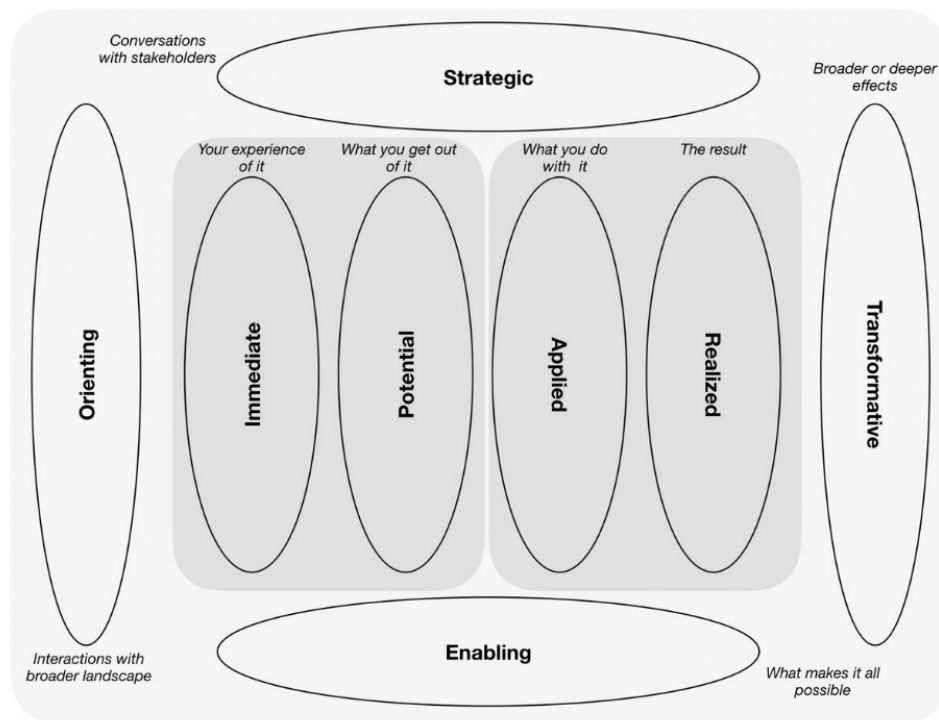 Conversations
with stakeholders
Strategic
Broader or deeper
effects
Your experience
of it
What you get out
of it
What you do
with it
The result
Orienting
Immediate
Potential
Applied
Realized
Transformative
Interactions with
broader landscape
Enabling
What makes it all
possible